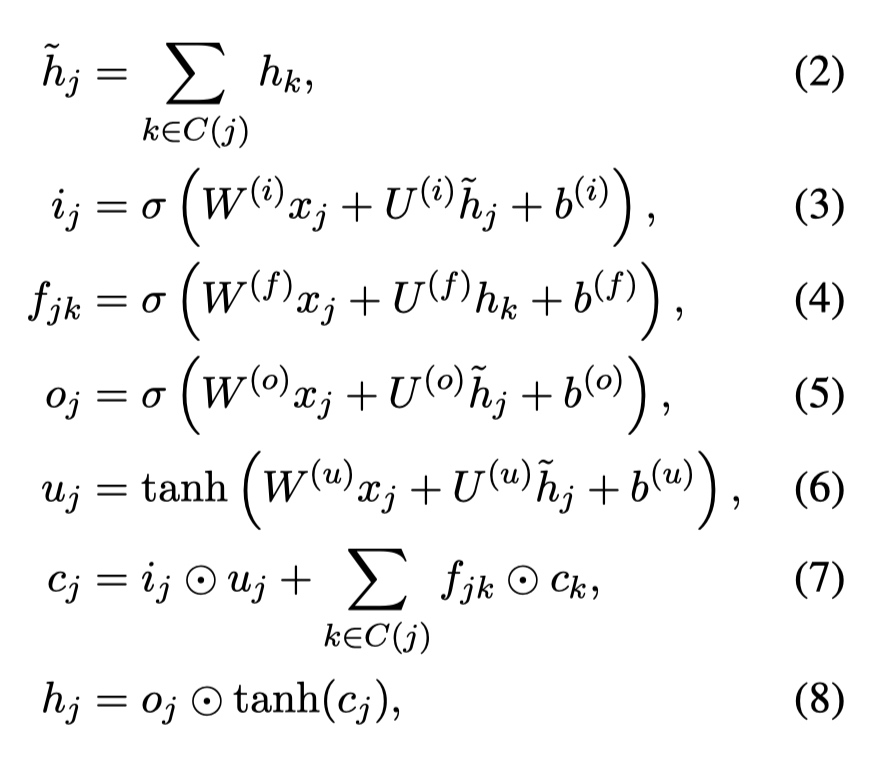 h̃_j = ∑_{k∈C(j)} h_k, (2)
i_j = σ(W^{(i)}x_j + U^{(i)}h̃_j + b^{(i)}), (3)
f_{jk} = σ(W^{(f)}x_j + U^{(f)}h_k + b^{(f)}), (4)
o_j = σ(W^{(o)}x_j + U^{(o)}h̃_j + b^{(o)}), (5)
u_j = tanh(W^{(u)}x_j + U^{(u)}h̃_j + b^{(u)}), (6)
c_j = i_j ⊙ u_j + ∑_{k∈C(j)} f_{jk} ⊙ c_k, (7)
h_j = o_j ⊙ tanh(c_j), (8)